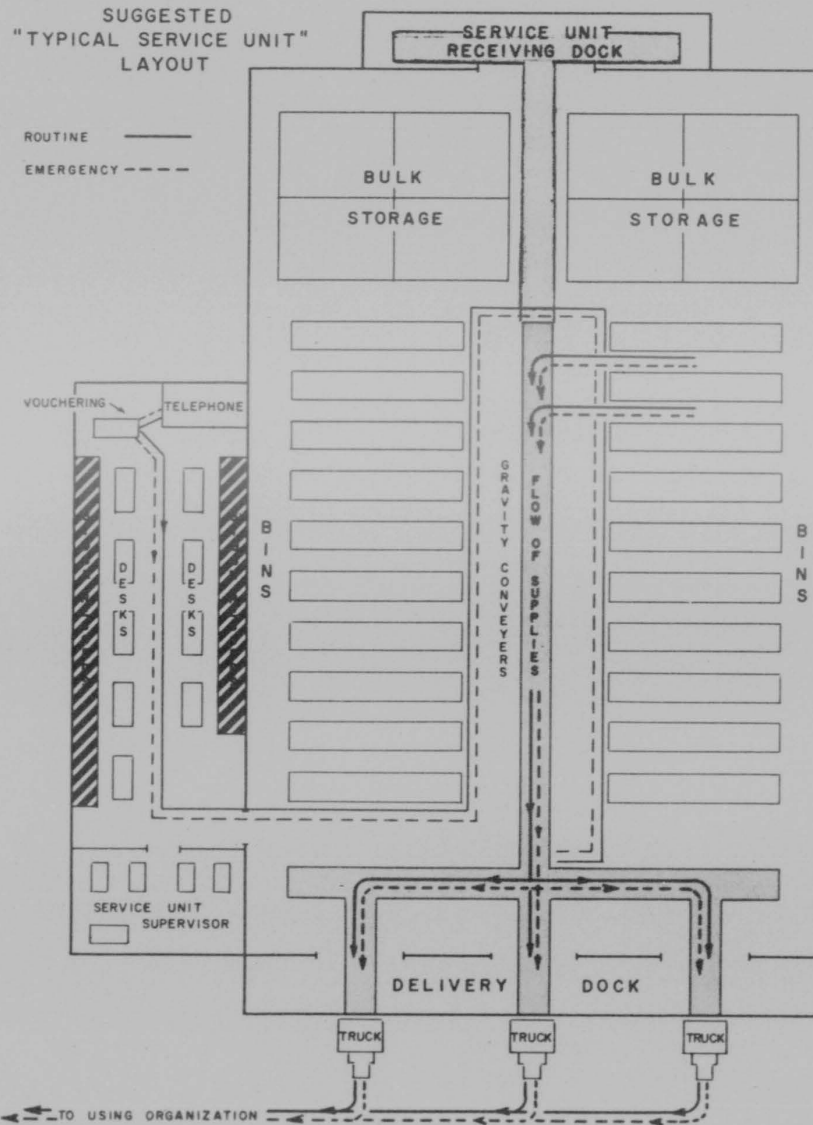 SUGGESTED
"TYPICAL SERVICE UNIT"
LAYOUT
ROUTINE
EMERGENCY
SERVICE UNIT
RECEIVING DOCK
BULK
STORAGE
BULK
STORAGE
VOUCHERING
TELEPHONE
DESKS
DESKS
BINS
GRAVITY CONVEYERS
FLOW OF SUPPLIES
BINS
SERVICE UNIT
SUPERVISOR
DELIVERY DOCK
TRUCK
TRUCK
TRUCK
TO USING ORGANIZATION